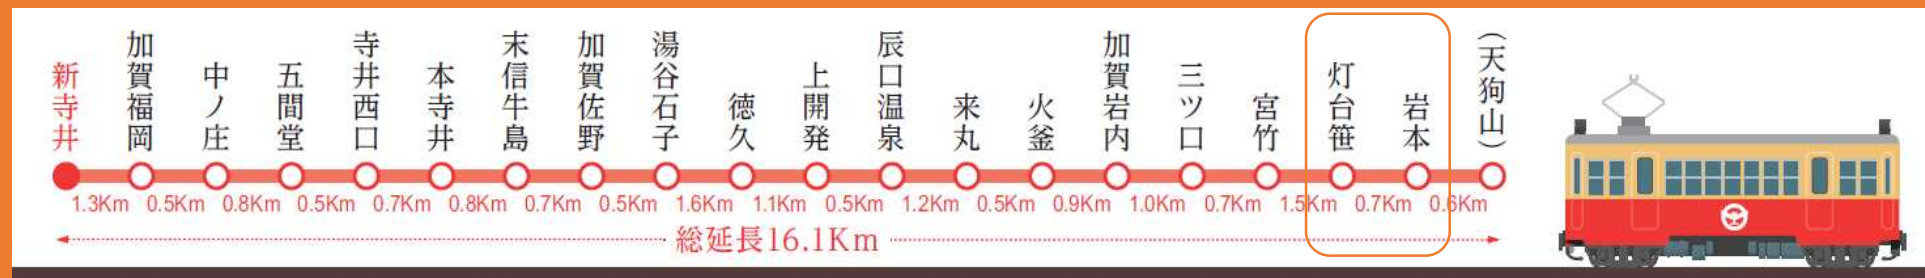 新寺井
加賀福岡
中ノ庄
五間堂
寺井西口
本寺井
末信牛島
加賀佐野
湯谷石子
徳久
上開発
辰口温泉
来丸
火釜
加賀岩内
三ツ口
宮竹
灯台笹
岩本
（天狗山）
1.3Km 0.5Km 0.8Km 0.5Km 0.7Km 0.8Km 0.7Km 0.5Km 1.6Km 1.1Km 0.5Km 1.2Km 0.5Km 0.9Km 1.0Km 0.7Km 1.5Km 0.7Km 0.6Km
総延長16.1Km